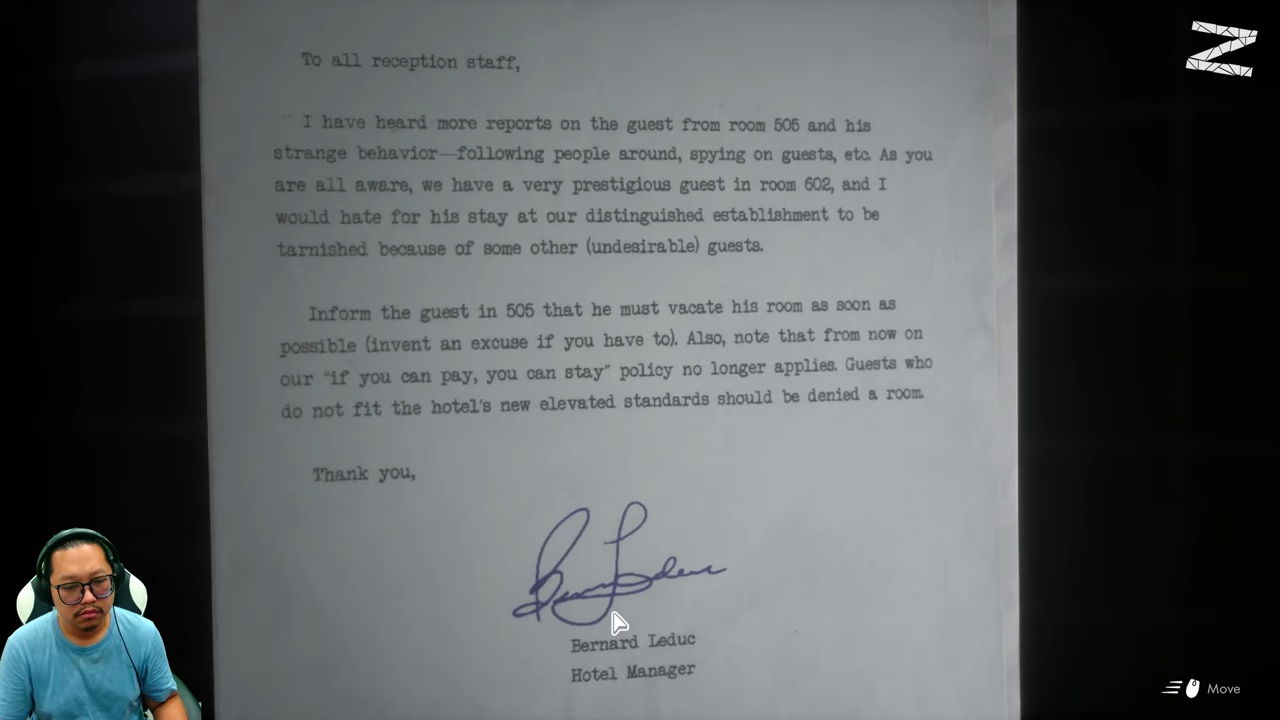 To all reception staff,
I have heard more reports on the guest from room 505 and his
strange behavior—following people around, spying on guests, etc. As you
are all aware, we have a very prestigious guest in room 602, and I
would hate for his stay at our distinguished establishment to be
tarnished because of some other (undesirable) guests.
Inform the guest in 505 that he must vacate his room as soon as
possible (invent an excuse if you have to). Also, note that from now on
our "if you can pay, you can stay" policy no longer applies. Guests who
do not fit the hotel's new elevated standards should be denied a room.
Thank you,
Bernard Leduc
Hotel Manager
Z
Move